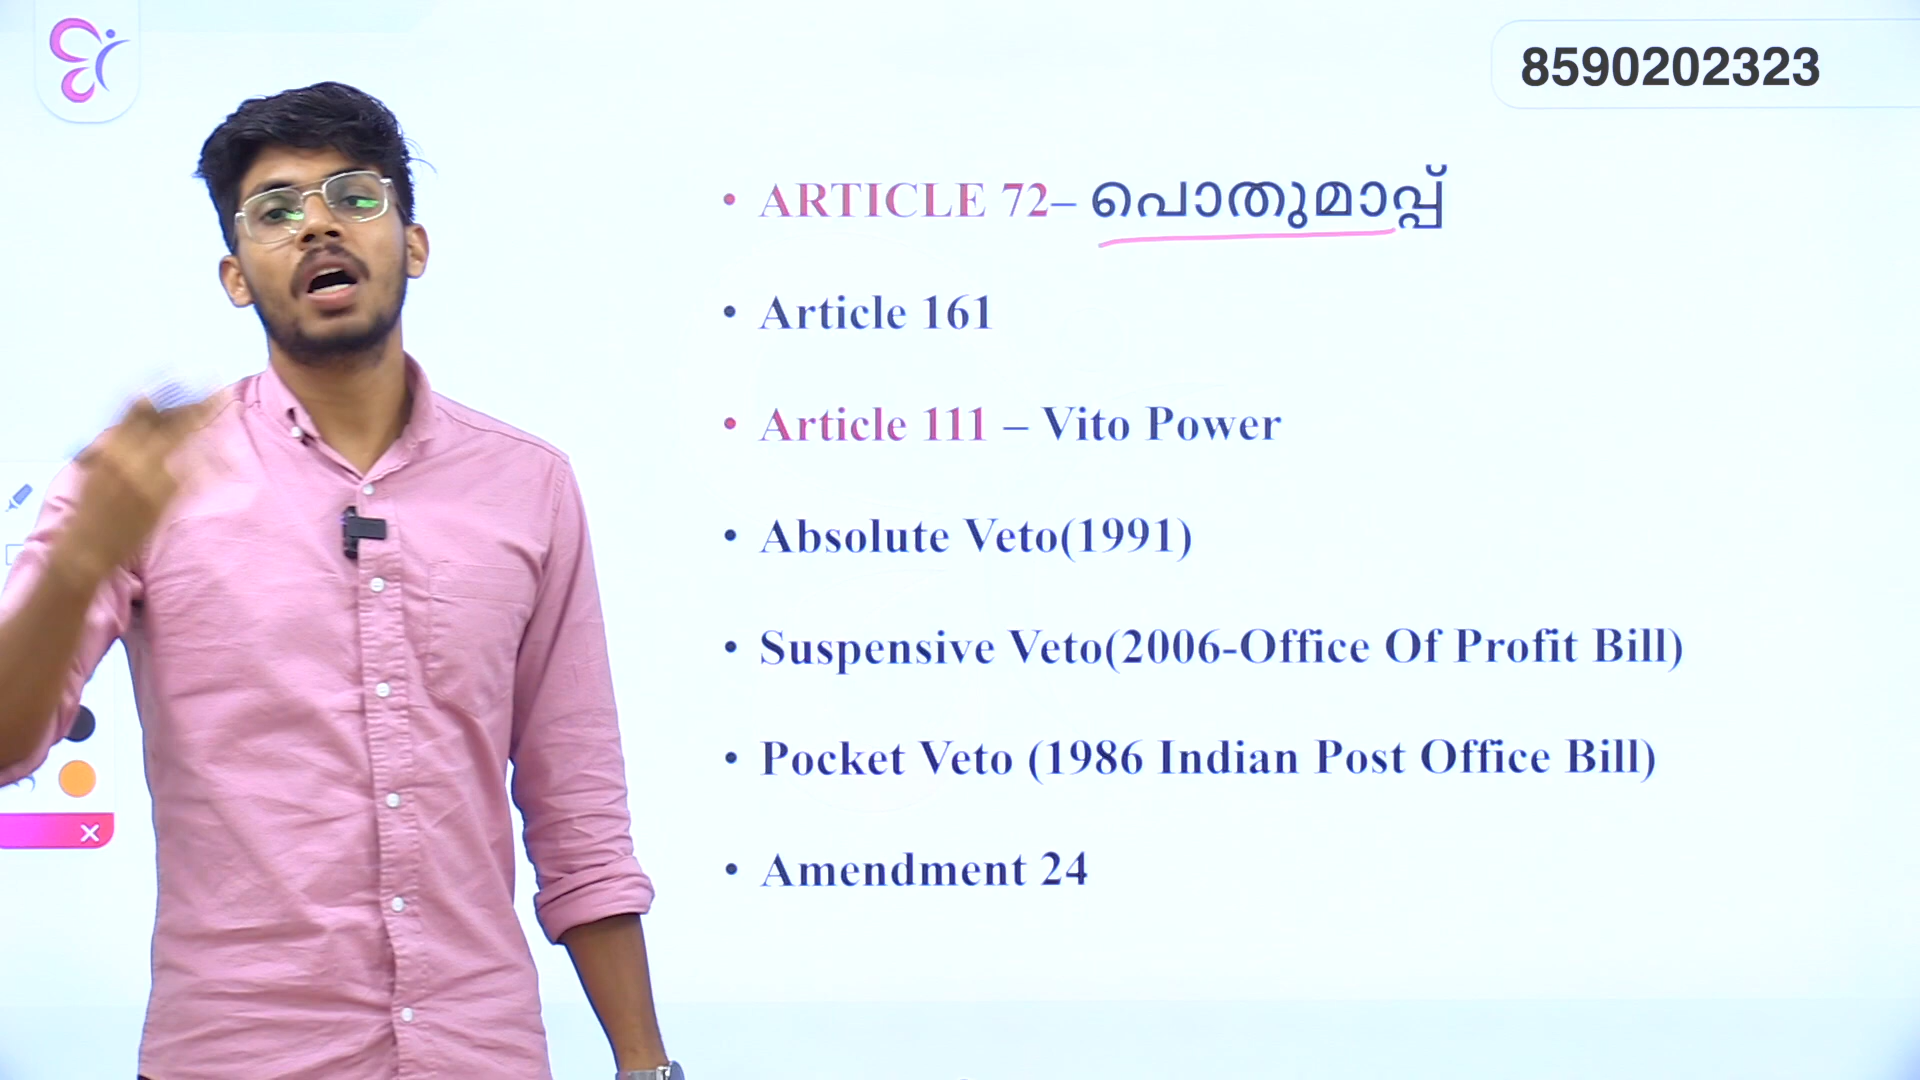 8590202323
• ARTICLE 72– പൊതുമാപ്പ്
• Article 161
• Article 111 – Vito Power
• Absolute Veto(1991)
• Suspensive Veto(2006-Office Of Profit Bill)
• Pocket Veto (1986 Indian Post Office Bill)
• Amendment 24